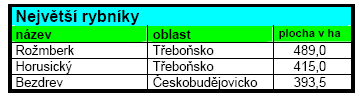 Největší rybníky
název oblast plocha v ha
Rožmberk Třeboňsko 489,0
Horusický Třeboňsko 415,0
Bezdrev Českobudějovicko 393,5